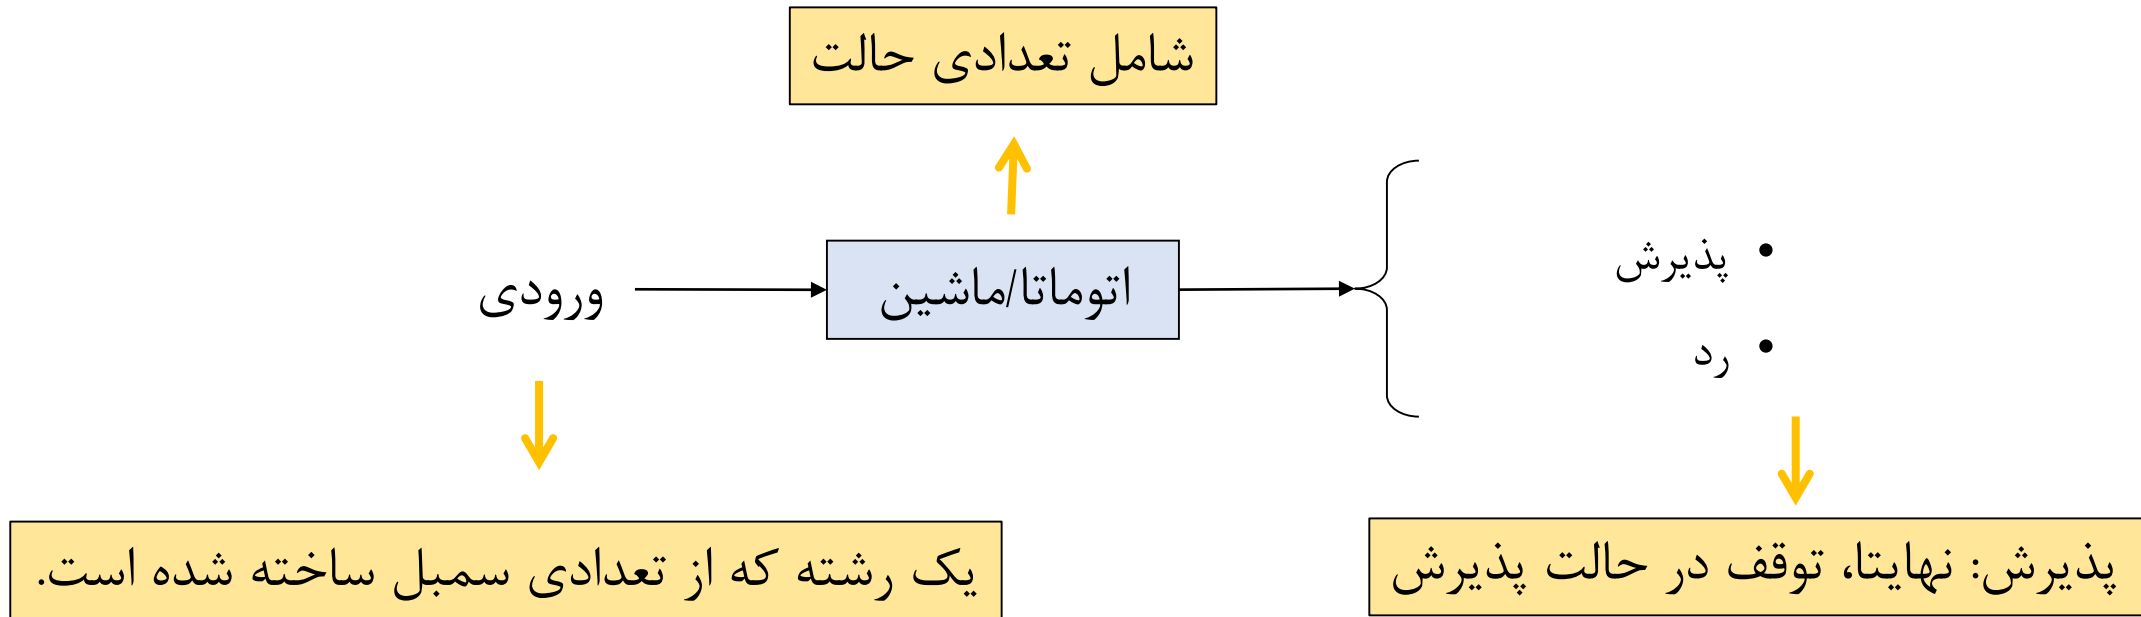 شامل تعدادی حالت
ورودی
اتوماتا/ماشین
• پذیرش
• رد
یک رشته که از تعدادی سمبل ساخته شده است.
پذیرش: نهایتا، توقف در حالت پذیرش